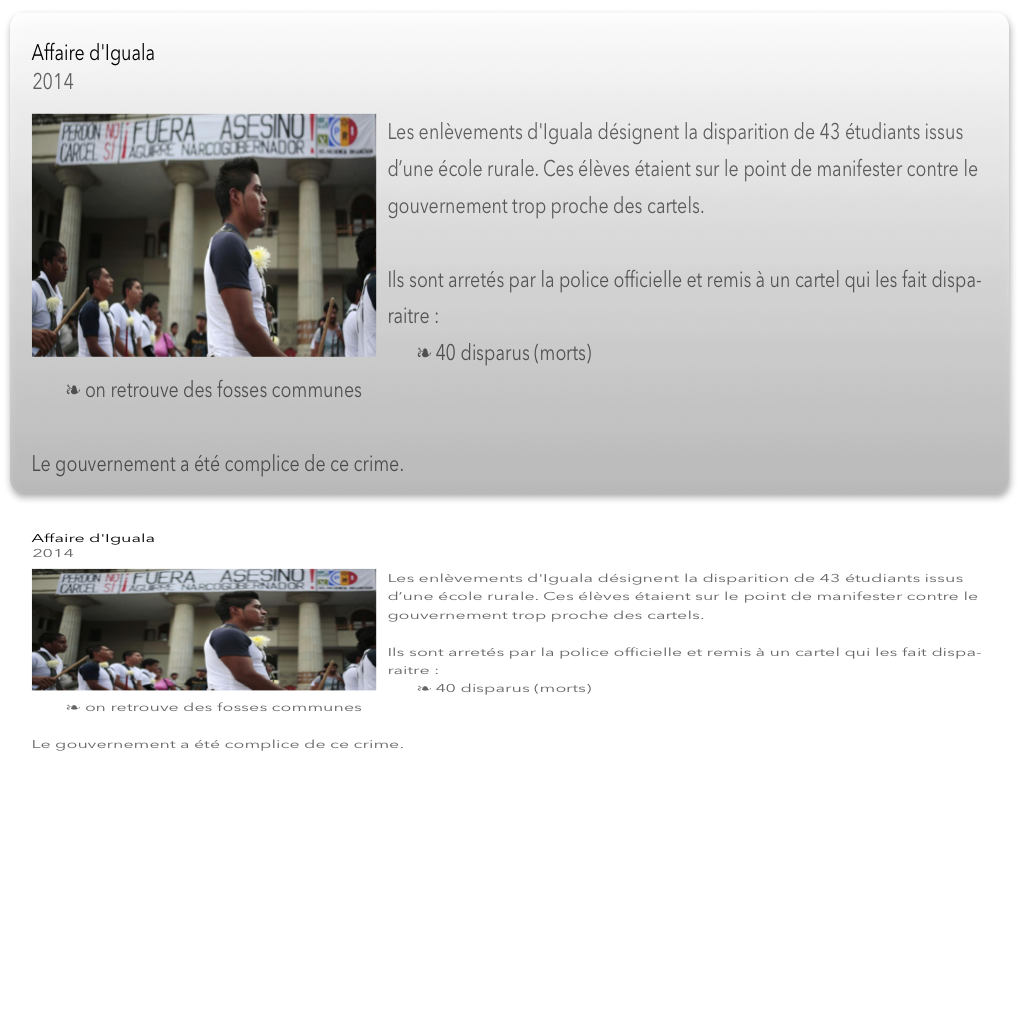 Affaire d'Iguala
2014
PERDON NO FUERA ASESINO!
CARCEL SI ¡AGUIRRE NARCOGOBERNADOR
Les enlèvements d'Iguala désignent la disparition de 43 étudiants issus
d’une école rurale. Ces élèves étaient sur le point de manifester contre le
gouvernement trop proche des cartels.
Ils sont arretés par la police officielle et remis à un cartel qui les fait dispa-
raitre :
❧ 40 disparus (morts)
❧ on retrouve des fosses communes
Le gouvernement a été complice de ce crime.
Affaire d'Iguala
2014
PERDON NO FUERA ASESINO!
CARCEL SI ¡AGUIRRE NARCOGOBERNADOR
Les enlèvements d'Iguala désignent la disparition de 43 étudiants issus
d’une école rurale. Ces élèves étaient sur le point de manifester contre le
gouvernement trop proche des cartels.
Ils sont arretés par la police officielle et remis à un cartel qui les fait dispa-
raitre :
❧ 40 disparus (morts)
❧ on retrouve des fosses communes
Le gouvernement a été complice de ce crime.